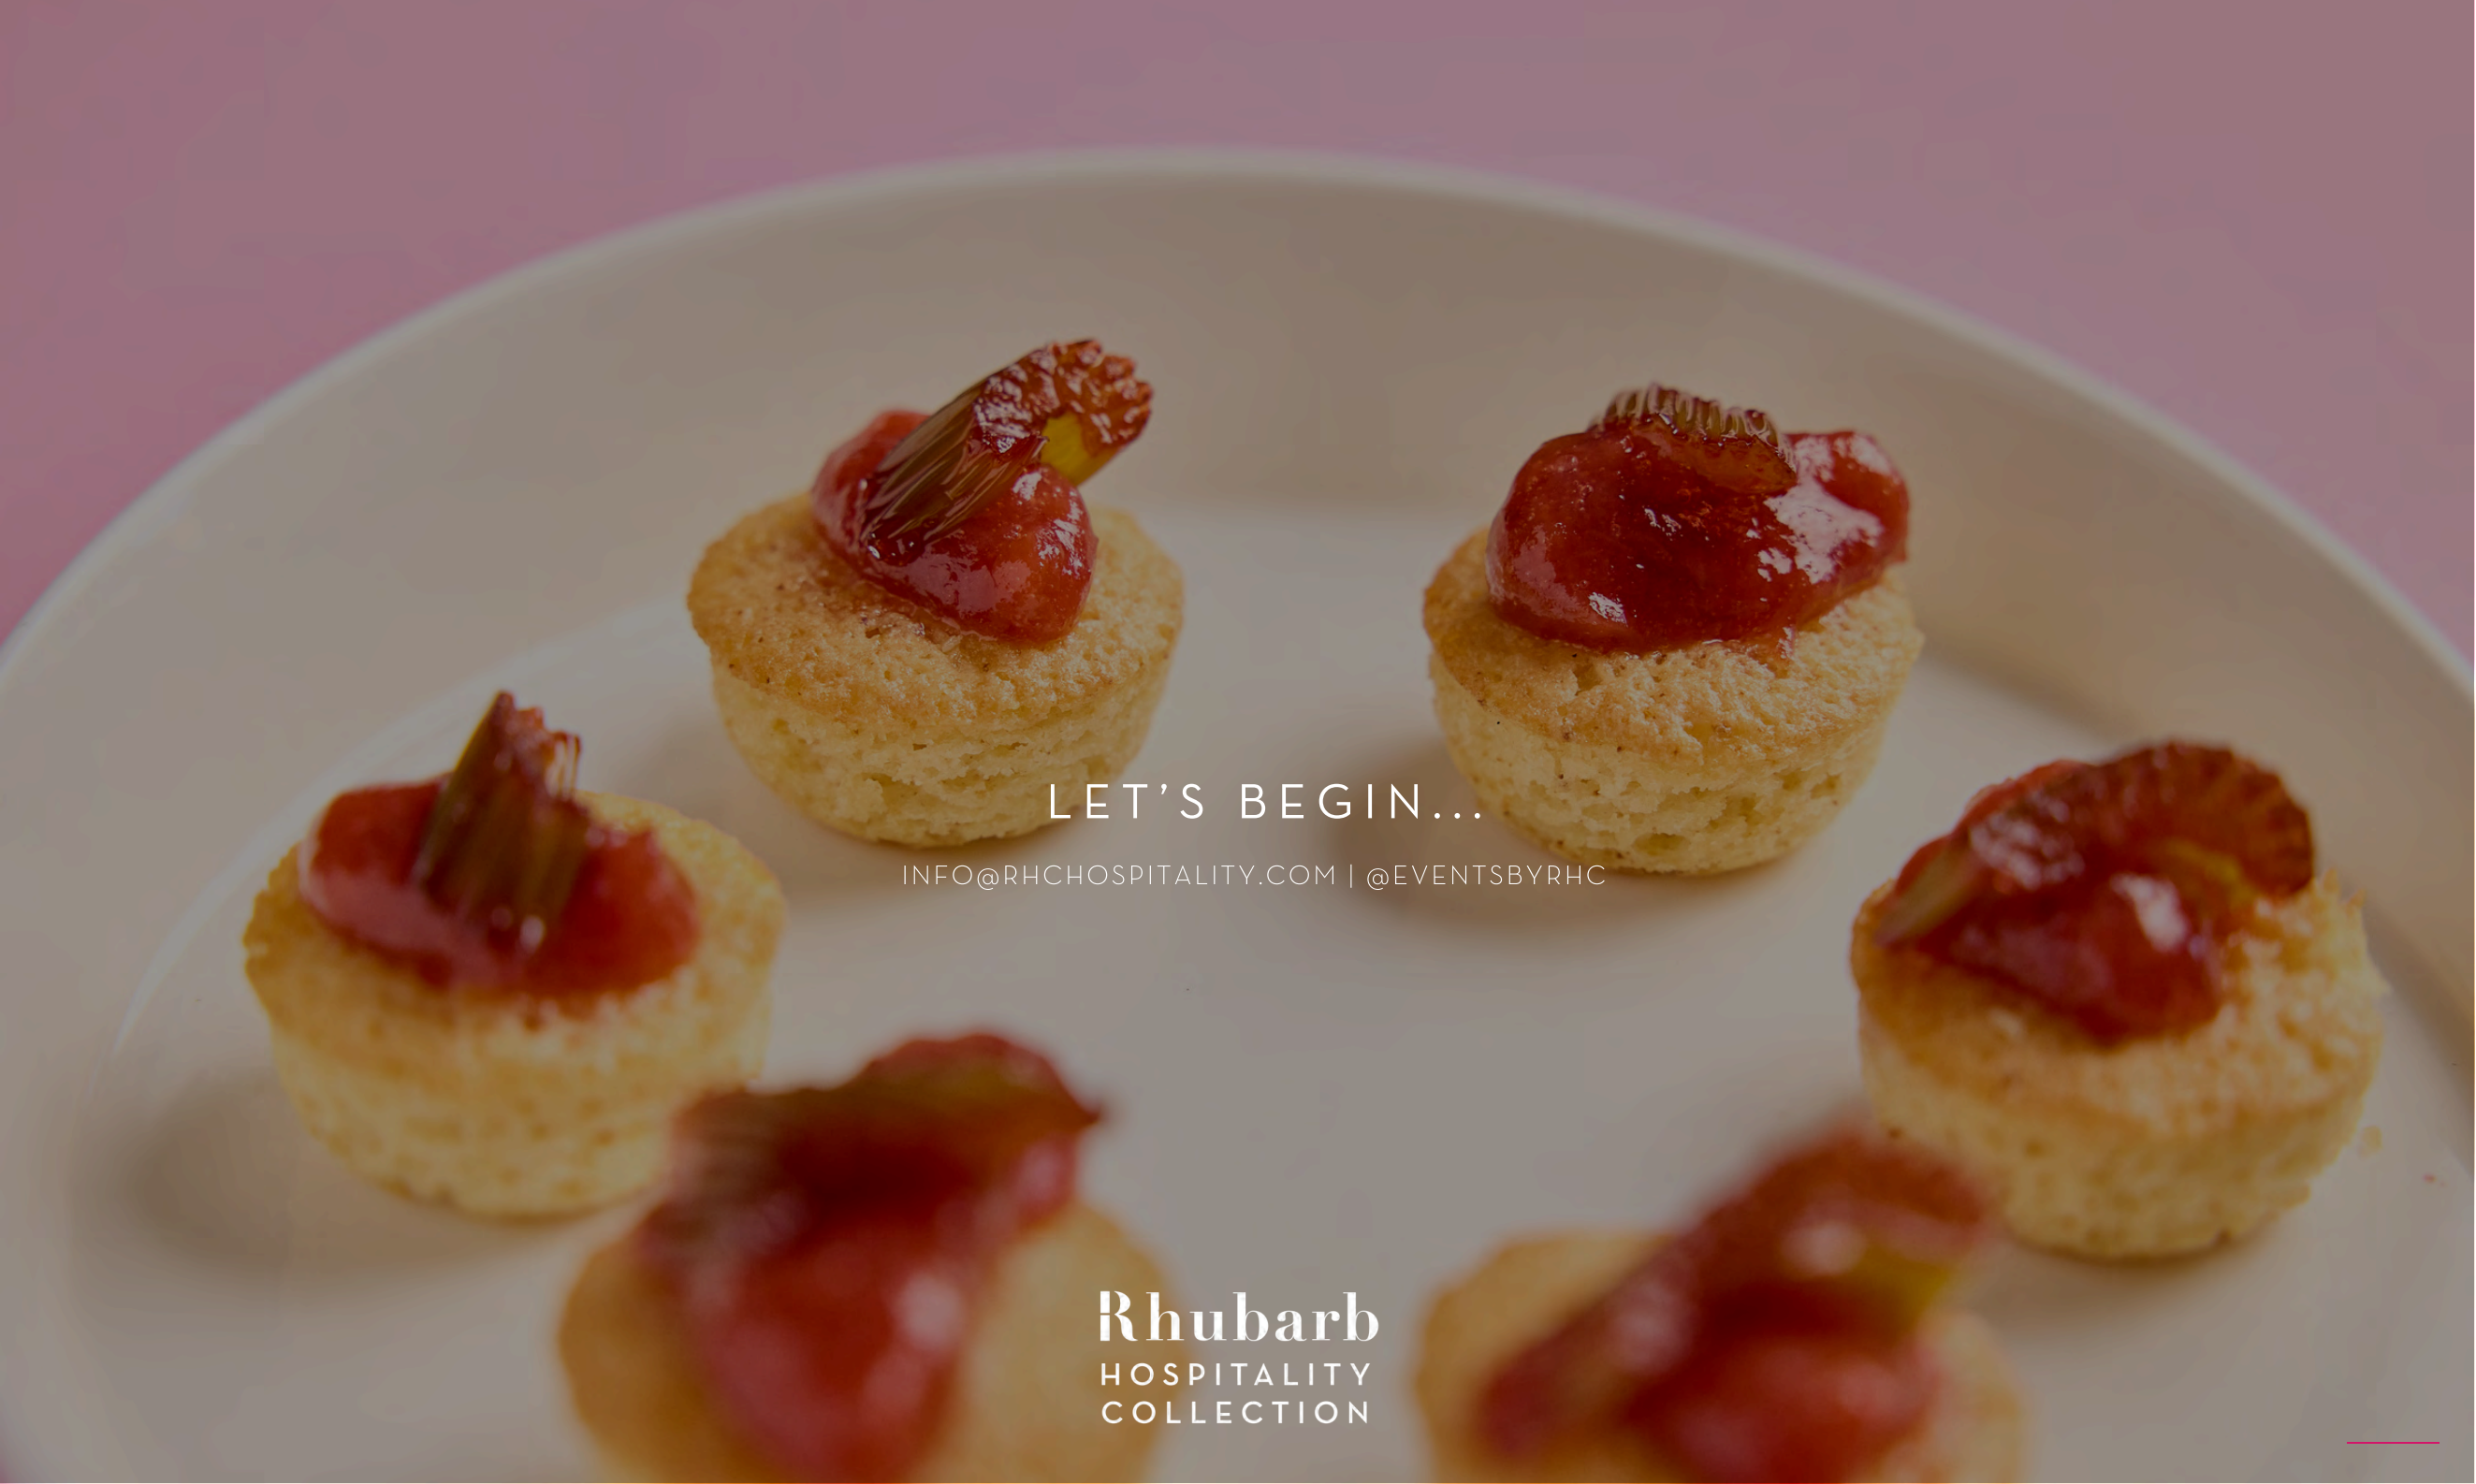 LET'S BEGIN...
INFO@RHCHOSPITALITY.COM | @EVENTSBYRHC
Rhubarb
HOSPITALITY
COLLECTION